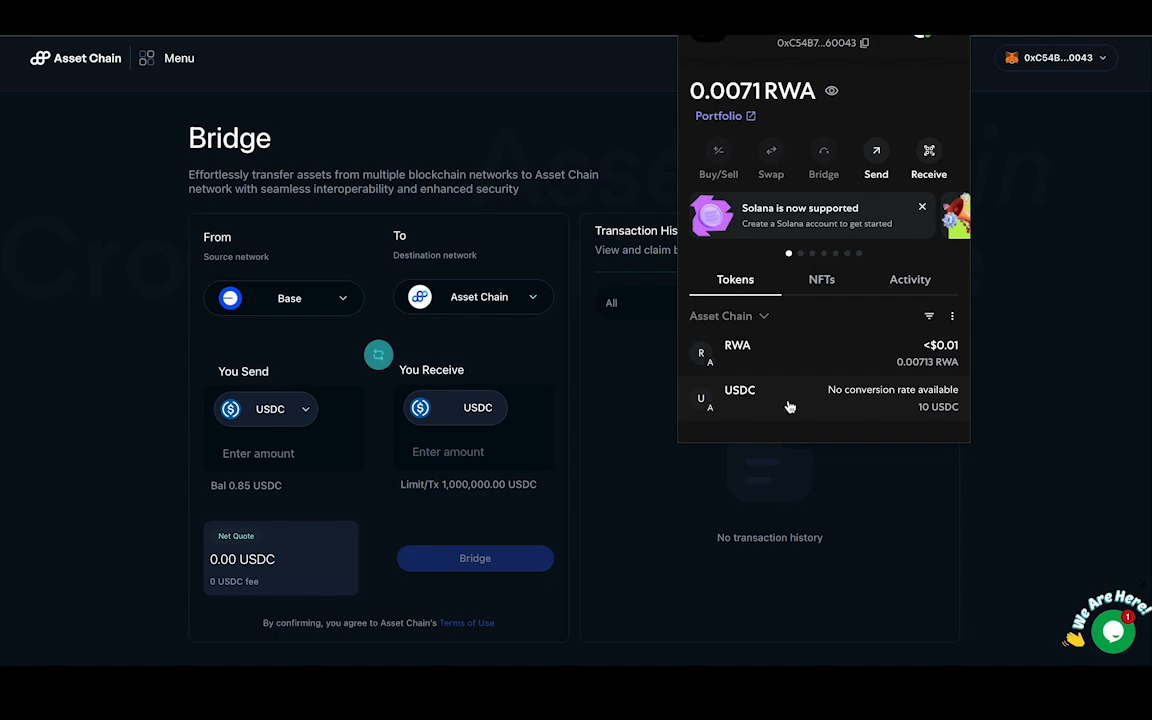 Asset Chain
Menu
0xC54B...0043
Bridge
Effortlessly transfer assets from multiple blockchain networks to Asset Chain
network with seamless interoperability and enhanced security
From
Source network
Base
To
Destination network
Asset Chain
You Send
USDC
Enter amount
Bal 0.85 USDC
You Receive
USDC
Enter amount
Limit/Tx 1,000,000.00 USDC
Net Quote
0.00 USDC
0 USDC fee
Bridge
By confirming, you agree to Asset Chain's Terms of Use
Transaction His
View and claim b
All
No transaction history
0xC54B7...60043
0.0071 RWA
Portfolio
Buy/Sell
Swap
Bridge
Send
Receive
Solana is now supported
Create a Solana account to get started
Tokens
NFTs
Activity
Asset Chain
R
A
RWA
<$0.01
0.00713 RWA
U
A
USDC
No conversion rate available
10 USDC
We Are Here!
1